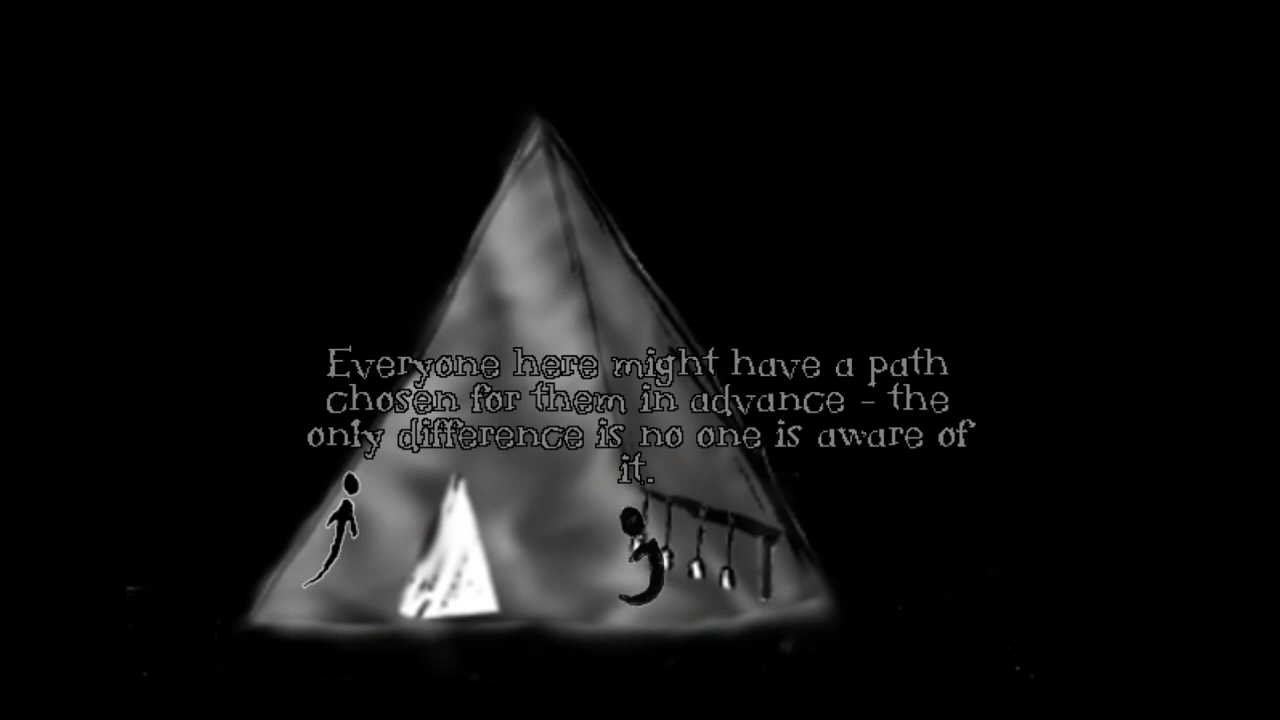 Everyone here might have a path
chosen for them in advance - the
only difference is no one is aware of
it.